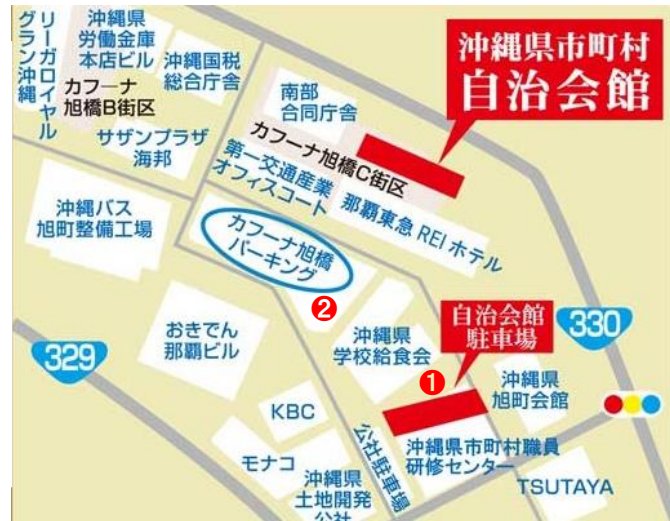 リーガロイヤル
グラン沖縄
沖縄県
労働金庫
本店ビル
カフーナ
旭橋B街区
沖縄国税
総合庁舎
サザンプラザ
海邦
南部
合同庁舎
沖縄県市町村
自治会館
カフーナ旭橋C街区
第一交通産業
オフィスコート
那覇東急 REI ホテル
沖縄バス
旭町整備工場
カフーナ旭橋
パーキング
❷
おきでん
那覇ビル
329
沖縄県
学校給食会
自治会館
駐車場
❶
330
沖縄県
旭町会館
KBC
モナコ
沖縄県
土地開発
公社
公社駐車場
沖縄県市町村職員
研修センター
TSUTAYA